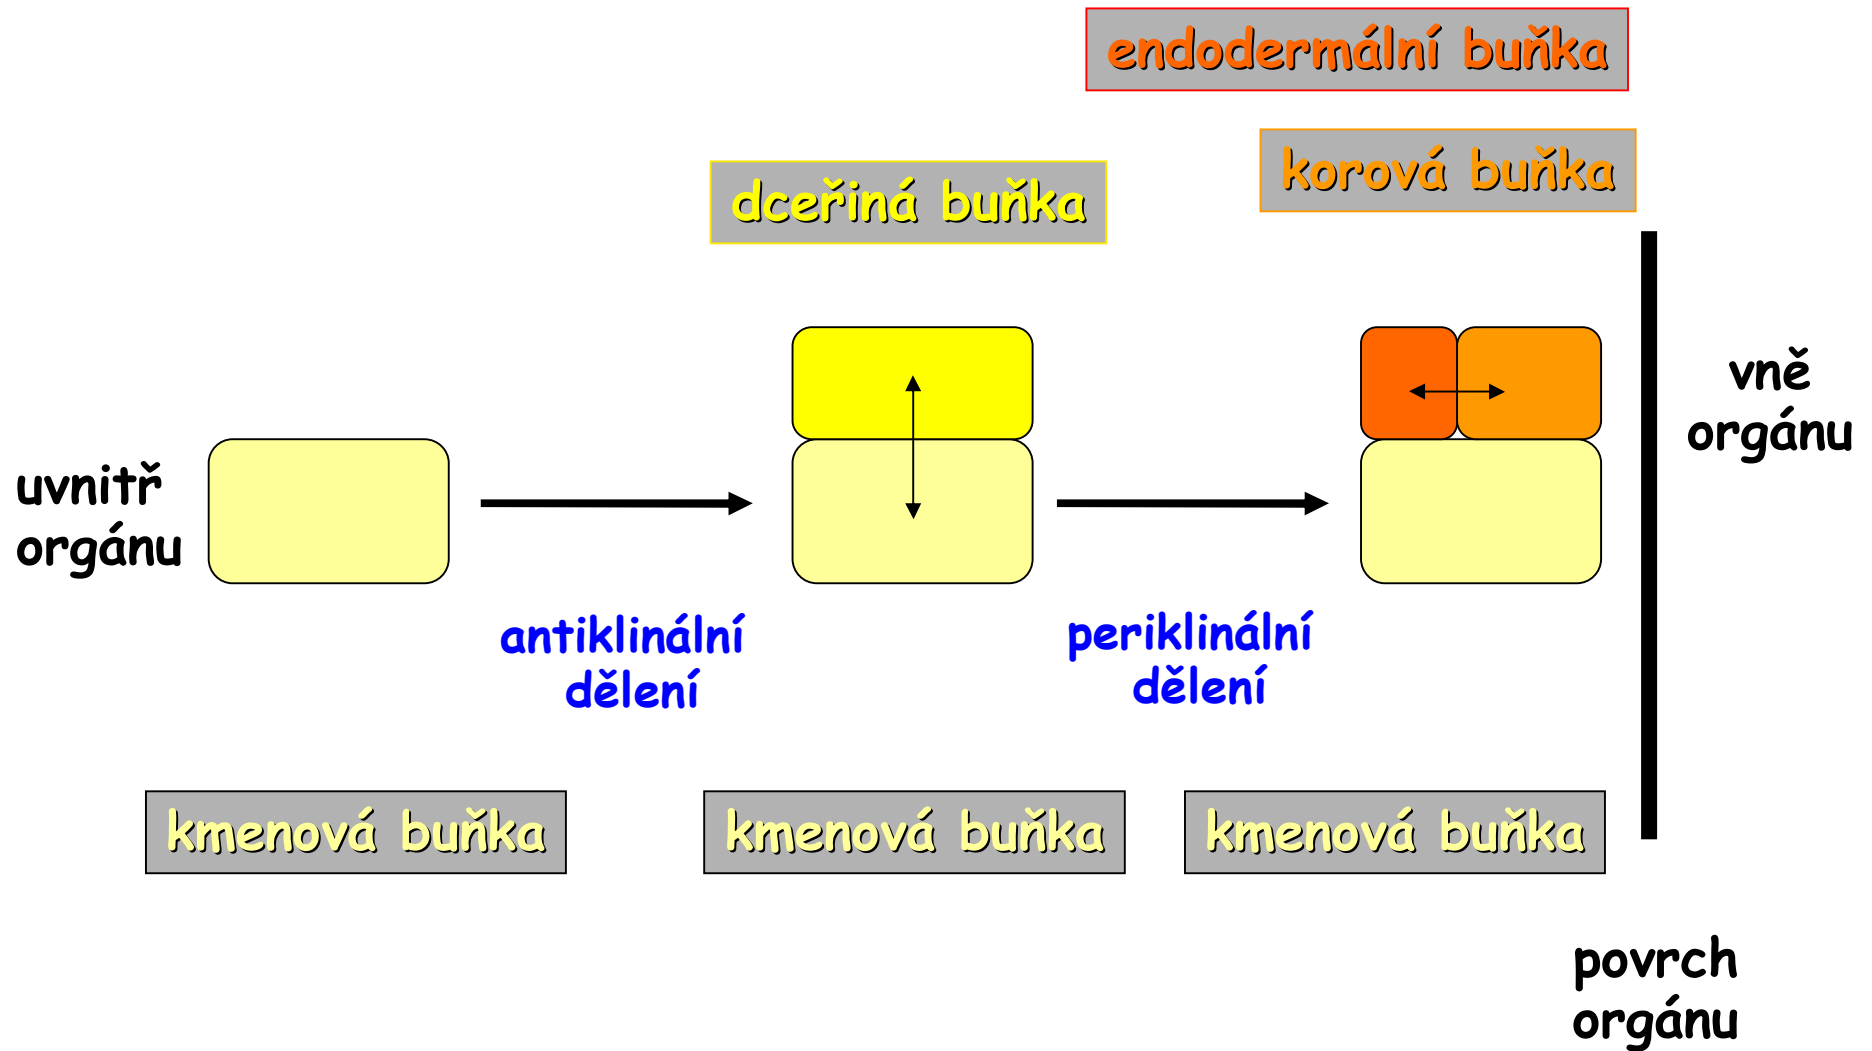 endodermální buňka
korová buňka
dceřiná buňka
vně
orgánu
uvnitř
orgánu
antiklinální
dělení
periklinální
dělení
kmenová buňka
kmenová buňka
kmenová buňka
povrch
orgánu